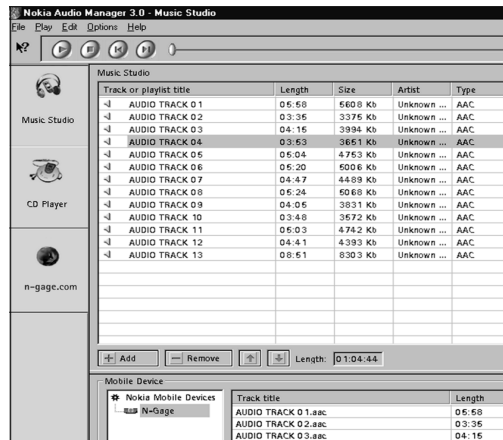 Nokia Audio Manager 3.0 - Music Studio
File Play Edit Options Help
Music Studio
CD Player
n-gage.com
Music Studio
Track or playlist title Length Size Artist Type
AUDIO TRACK 01 05:58 5608 Kb Unknown ... AAC
AUDIO TRACK 02 03:35 3375 Kb Unknown ... AAC
AUDIO TRACK 03 04:15 3994 Kb Unknown ... AAC
AUDIO TRACK 04 03:53 3651 Kb Unknown ... AAC
AUDIO TRACK 05 05:04 4753 Kb Unknown ... AAC
AUDIO TRACK 06 05:20 5006 Kb Unknown ... AAC
AUDIO TRACK 07 04:47 4489 Kb Unknown ... AAC
AUDIO TRACK 08 05:24 5068 Kb Unknown ... AAC
AUDIO TRACK 09 04:05 3831 Kb Unknown ... AAC
AUDIO TRACK 10 03:48 3572 Kb Unknown ... AAC
AUDIO TRACK 11 05:03 4742 Kb Unknown ... AAC
AUDIO TRACK 12 04:41 4393 Kb Unknown ... AAC
AUDIO TRACK 13 08:51 8303 Kb Unknown ... AAC
Add Remove Length: 01:04:44
Mobile Device
Nokia Mobile Devices
N-Gage
Track title Length
AUDIO TRACK 01.aac 05:58
AUDIO TRACK 02.aac 03:35
AUDIO TRACK 03.aac 04:15